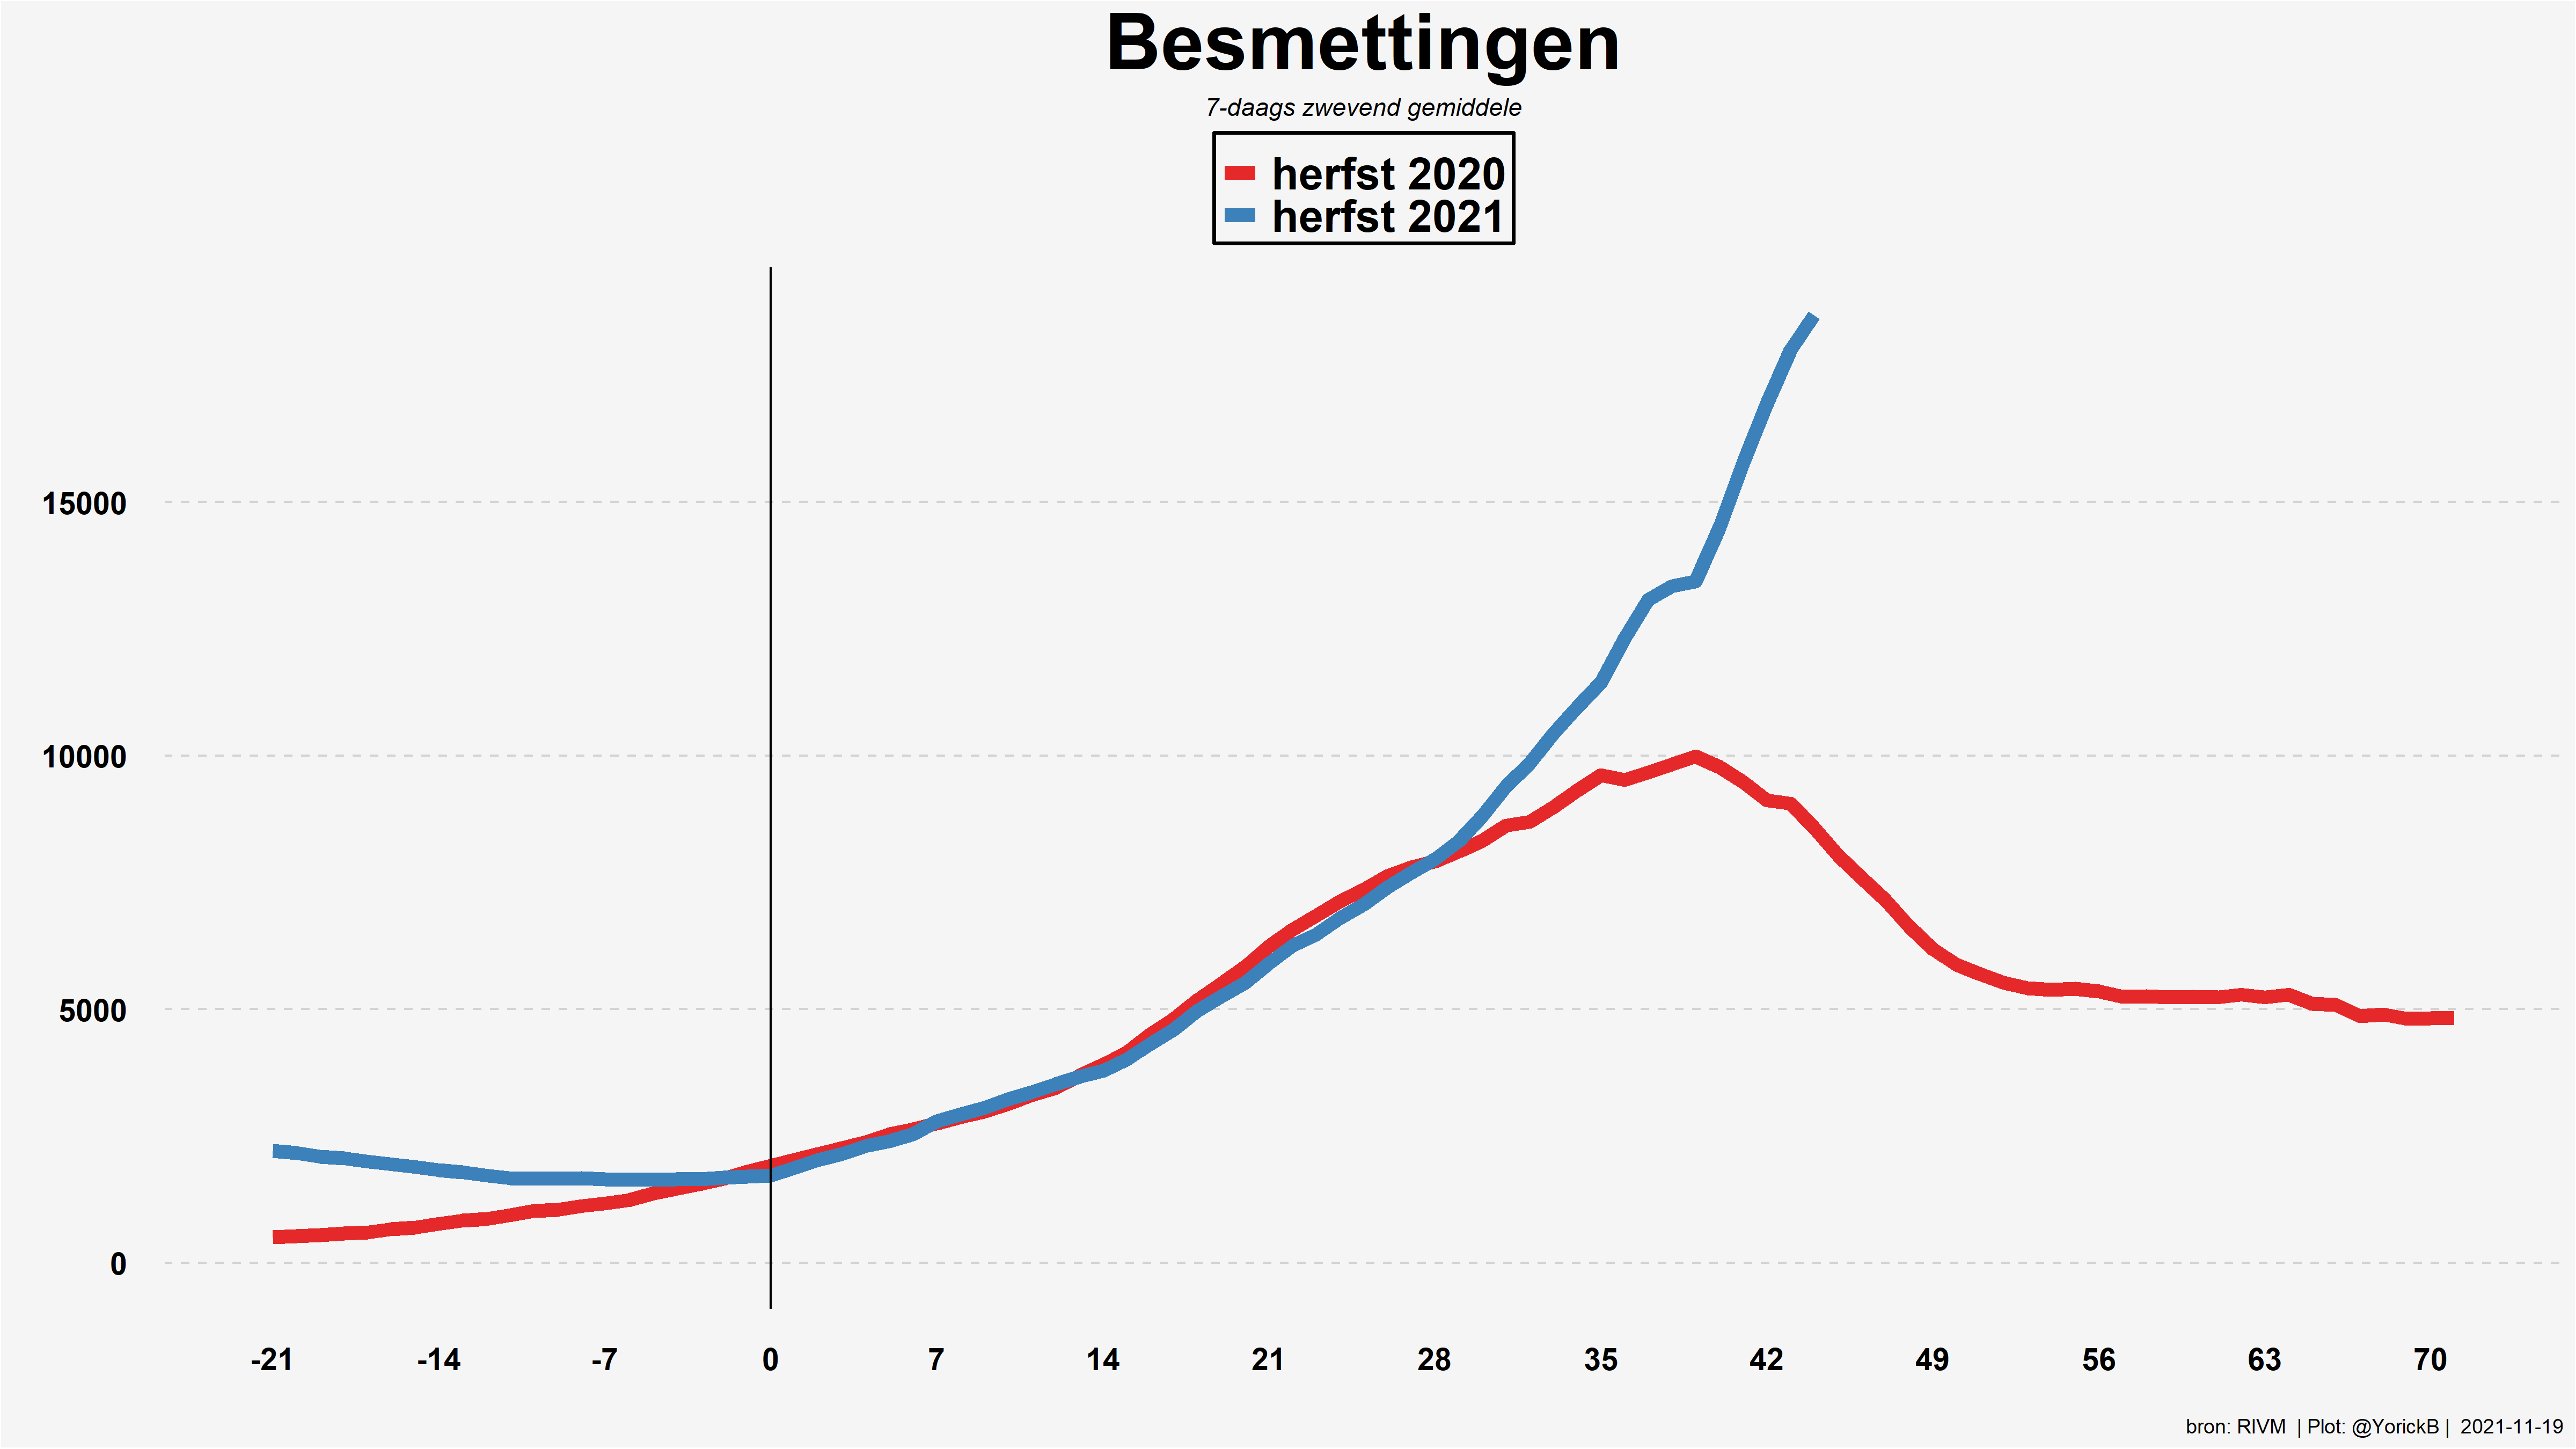 Besmettingen
7-daags zwevend gemiddele
herfst 2020
herfst 2021
15000
10000
5000
0
-21 -14 -7 0 7 14 21 28 35 42 49 56 63 70
bron: RIVM | Plot: @YorickB | 2021-11-19